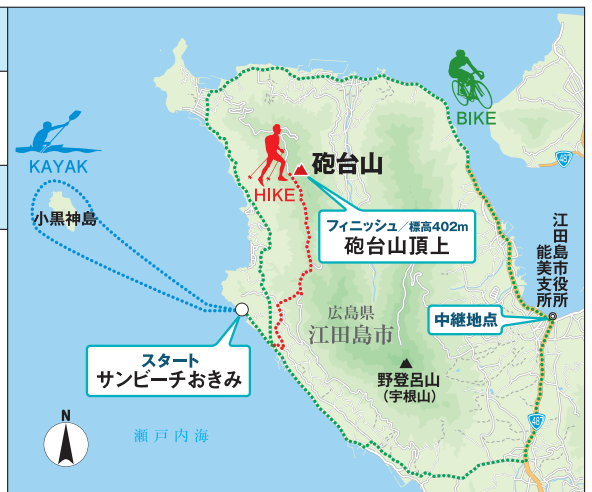 BIKE
487
KAYAK
砲台山
HIKE
小黒神島
フィニッシュ/標高402m
砲台山頂上
江田島市役所
能美支所
広島県
江田島市
中継地点
スタート
サンビーチおきみ
野登呂山
(宇根山)
N
瀬戸内海
487